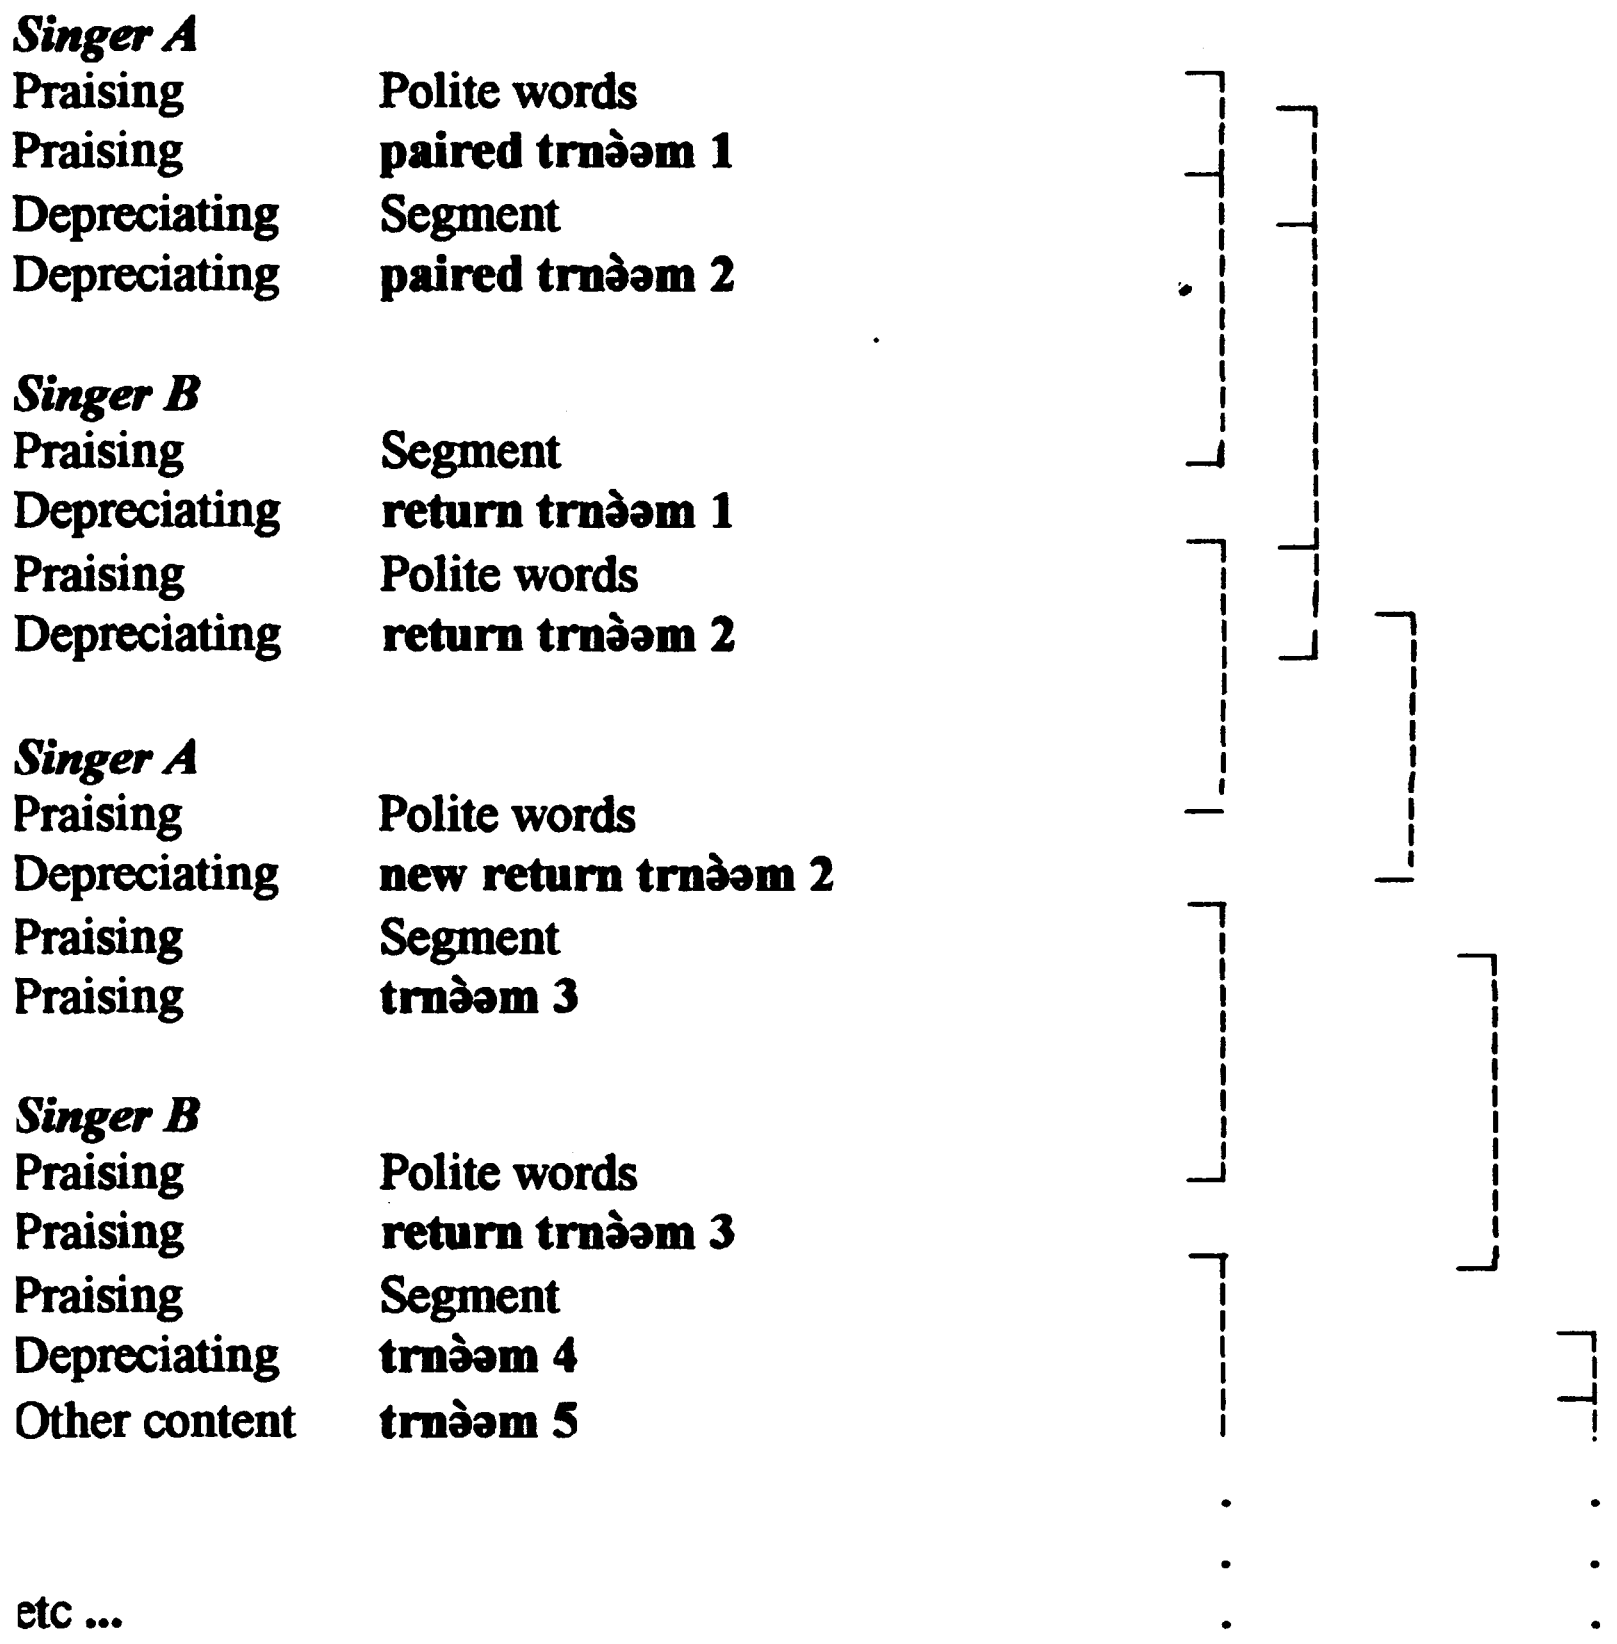 Singer A
Praising Polite words
Praising paired trnə̀əm 1
Depreciating Segment
Depreciating paired trnə̀əm 2
Singer B
Praising Segment
Depreciating return trnə̀əm 1
Praising Polite words
Depreciating return trnə̀əm 2
Singer A
Praising Polite words
Depreciating new return trnə̀əm 2
Praising Segment
Praising trnə̀əm 3
Singer B
Praising Polite words
Praising return trnə̀əm 3
Praising Segment
Depreciating trnə̀əm 4
Other content trnə̀əm 5
etc ...